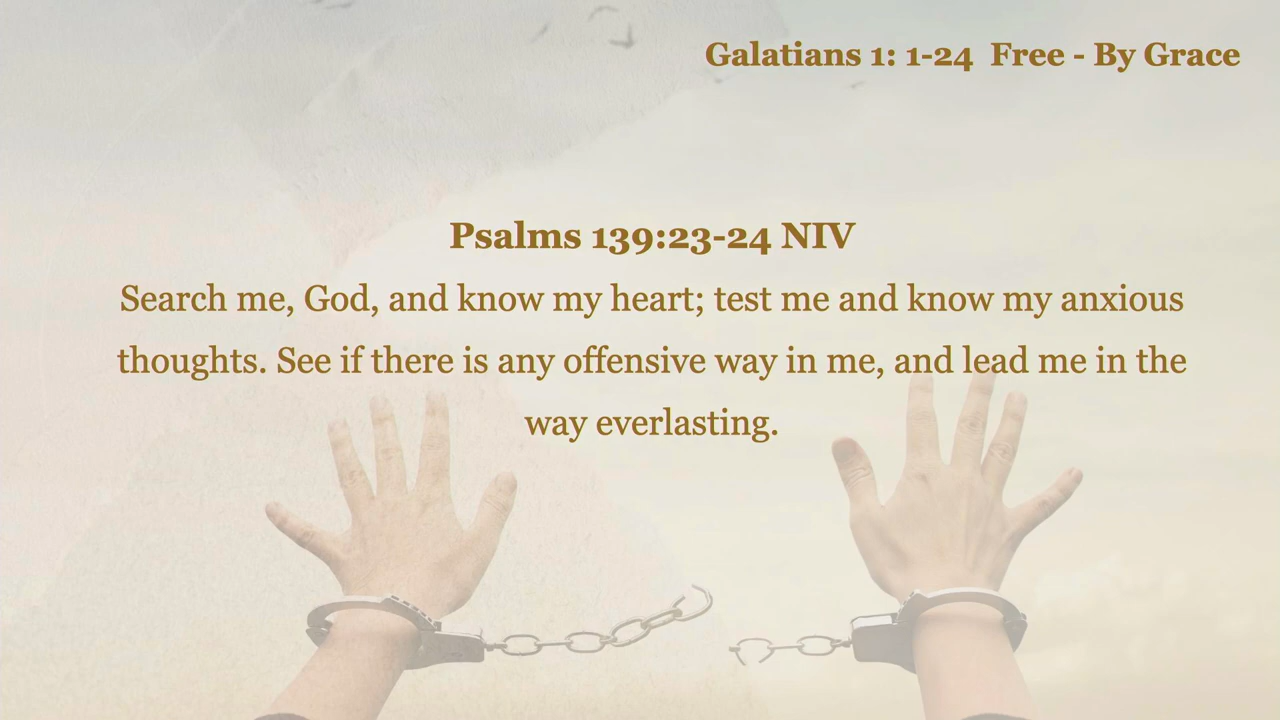 Galatians 1: 1-24  Free - By Grace
Psalms 139:23-24 NIV
Search me, God, and know my heart; test me and know my anxious
thoughts. See if there is any offensive way in me, and lead me in the
way everlasting.